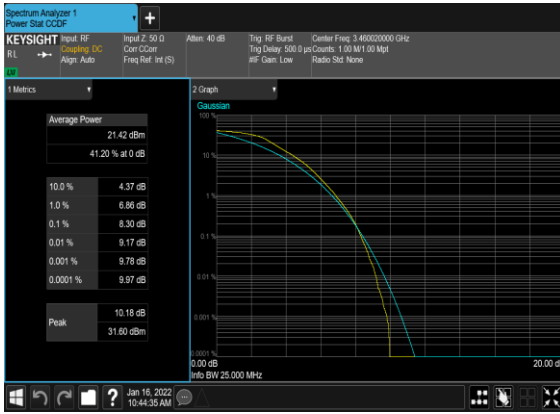 Spectrum Analyzer 1
Power Stat CCDF
KEYSIGHT
RL
Input: RF
Coupling: DC
Align: Auto
Input Z: 50 Ω
Corr CCorr
Freq Ref: Int (S)
Atten: 40 dB
Trig: RF Burst
Trig Delay: 500.0 µs
#IF Gain: Low
Center Freq: 3.460020000 GHz
Counts: 1.00 M/1.00 Mpt
Radio Std: None
1 Metrics
Average Power
21.42 dBm
41.20 % at 0 dB
10.0 % 4.37 dB
1.0 % 6.86 dB
0.1 % 8.30 dB
0.01 % 9.17 dB
0.001 % 9.78 dB
0.0001 % 9.97 dB
Peak
10.18 dB
31.60 dBm
2 Graph
Gaussian
100 %
10 %
1 %
0.1 %
0.01 %
0.001 %
0.0001 %
0.00 dB
20.00 d
Info BW 25.000 MHz
?
Jan 16, 2022
10:44:35 AM